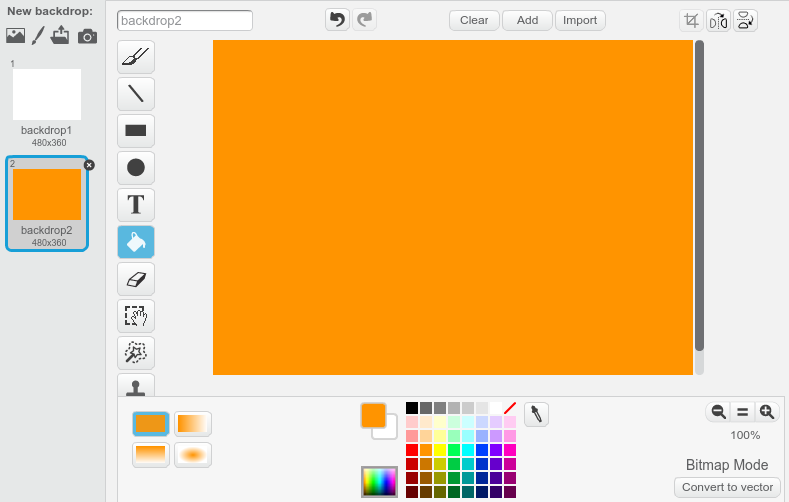 New backdrop:
backdrop2
Clear
Add
Import
1
backdrop1
480x360
2
backdrop2
480x360
T
100%
Bitmap Mode
Convert to vector